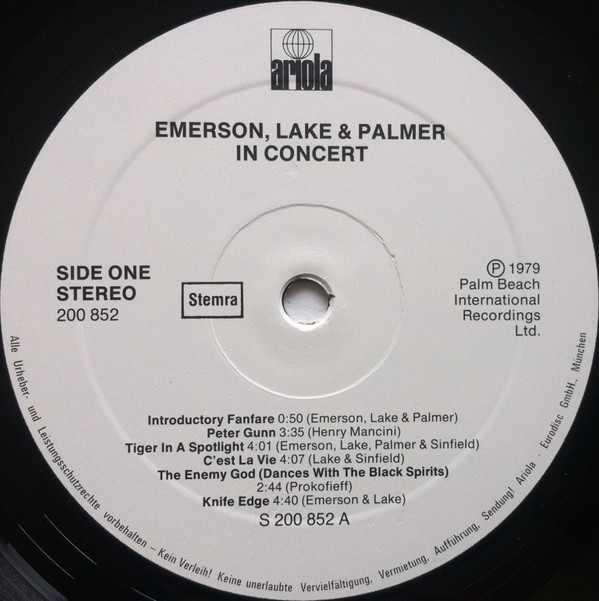 ariola
EMERSON, LAKE & PALMER
IN CONCERT
SIDE ONE
STEREO
200 852
Stemra
℗ 1979
Palm Beach
International
Recordings
Ltd.
Introductory Fanfare 0:50 (Emerson, Lake & Palmer)
Peter Gunn 3:35 (Henry Mancini)
Tiger In A Spotlight 4:01 (Emerson, Lake, Palmer & Sinfield)
C'est La Vie 4:07 (Lake & Sinfield)
The Enemy God (Dances With The Black Spirits)
2:44 (Prokofieff)
Knife Edge 4:40 (Emerson & Lake)
S 200 852 A
Alle Urheber- und Leistungsschutzrechte vorbehalten – Kein Verleih! Keine unerlaubte Vervielfältigung, Vermietung, Aufführung, Sendung! Ariola - Eurodisc GmbH., München